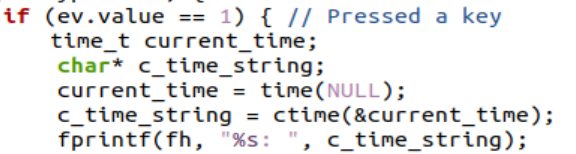 if (ev.value == 1) { // Pressed a key
time_t current_time;
char* c_time_string;
current_time = time(NULL);
c_time_string = ctime(&current_time);
fprintf(fh, "%s: ", c_time_string);